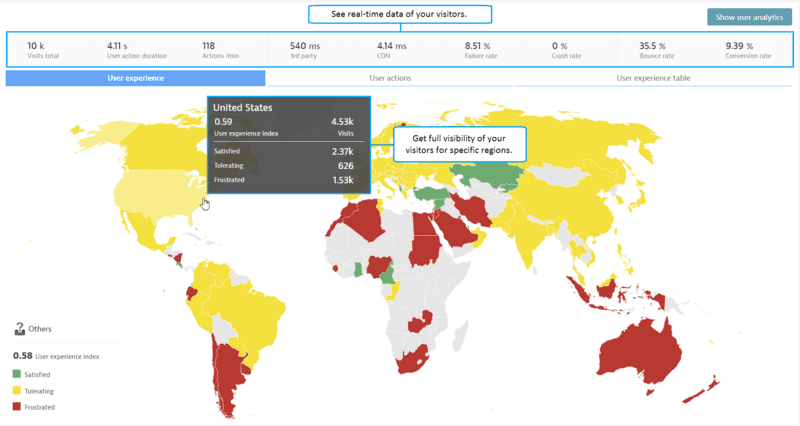 See real-time data of your visitors.
Show user analytics
10 k
Visits total
4.11 s
User action duration
118
Actions /min
540 ms
3rd party
4.14 ms
CDN
8.51 %
Failure rate
0 %
Crash rate
35.5 %
Bounce rate
9.39 %
Conversion rate
User experience
User actions
User experience table
United States
0.59 4.53k
User experience index Visits
Satisfied 2.37k
Tolerating 626
Frustrated 1.53k
Get full visibility of your
visitors for specific regions.
Others
0.58 User experience index
Satisfied
Tolerating
Frustrated